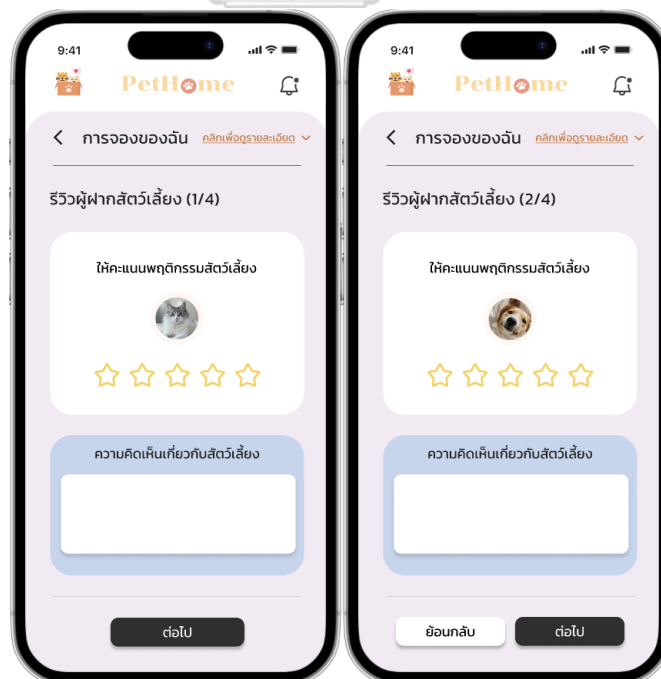 9:41
PetHome
การจองของฉัน คลิกเพื่อดูรายละเอียด
รีวิวผู้ฝากสัตว์เลี้ยง (1/4)
ให้คะแนนพฤติกรรมสัตว์เลี้ยง
ความคิดเห็นเกี่ยวกับสัตว์เลี้ยง
ต่อไป
9:41
PetHome
การจองของฉัน คลิกเพื่อดูรายละเอียด
รีวิวผู้ฝากสัตว์เลี้ยง (2/4)
ให้คะแนนพฤติกรรมสัตว์เลี้ยง
ความคิดเห็นเกี่ยวกับสัตว์เลี้ยง
ย้อนกลับ ต่อไป